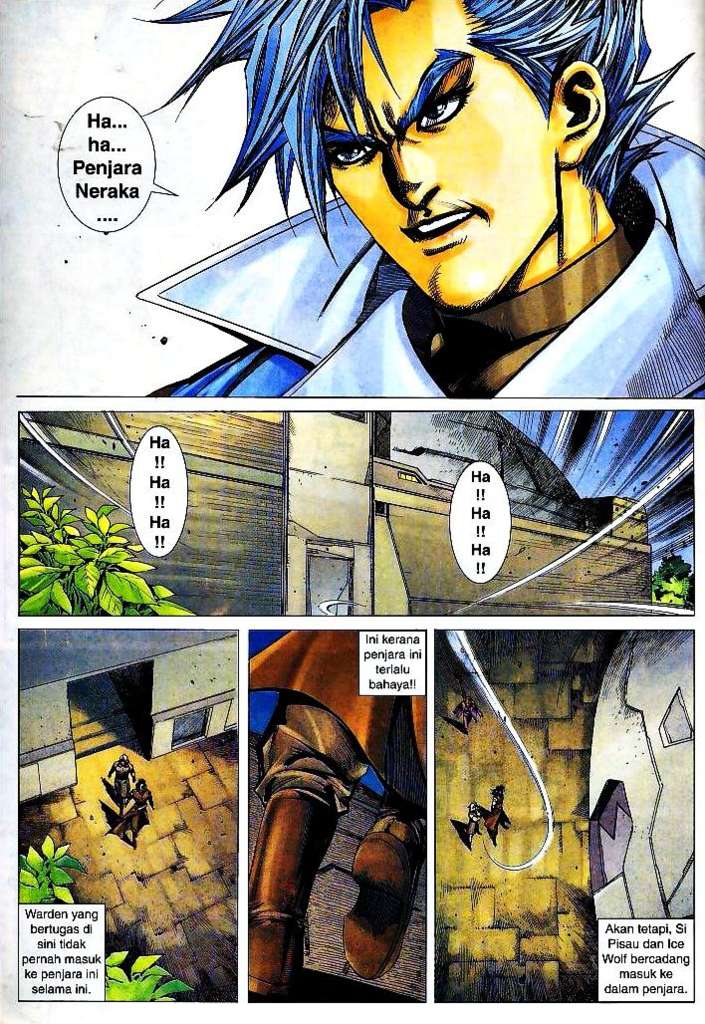 Ha...
ha...
Penjara
Neraka
....
Ha
!!
Ha
!!
Ha
!!
Ha
!!
Ha
!!
Ha
!!
Warden yang
bertugas di
sini tidak
pernah masuk
ke penjara ini
selama ini.
Ini kerana
penjara ini
terlalu
bahaya!!
Akan tetapi, Si
Pisau dan Ice
Wolf bercadang
masuk ke
dalam penjara.